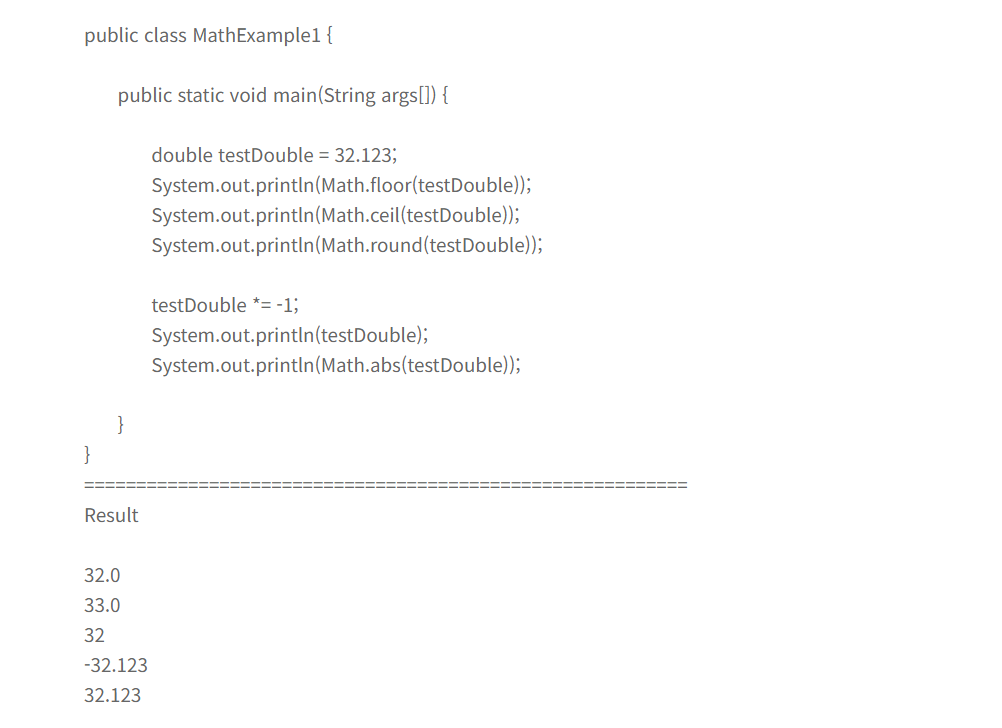 public class MathExample1 {
public static void main(String args[]) {
double testDouble = 32.123;
System.out.println(Math.floor(testDouble));
System.out.println(Math.ceil(testDouble));
System.out.println(Math.round(testDouble));
testDouble *= -1;
System.out.println(testDouble);
System.out.println(Math.abs(testDouble));
}
}
==========================================================
Result
32.0
33.0
32
-32.123
32.123